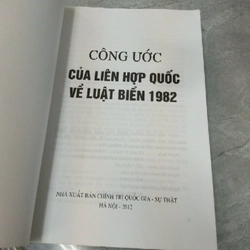 CÔNG ƯỚC
CỦA LIÊN HỢP QUỐC
VỀ LUẬT BIỂN 1982
NHÀ XUẤT BẢN CHÍNH TRỊ QUỐC GIA - SỰ THẬT
HÀ NỘI - 2012